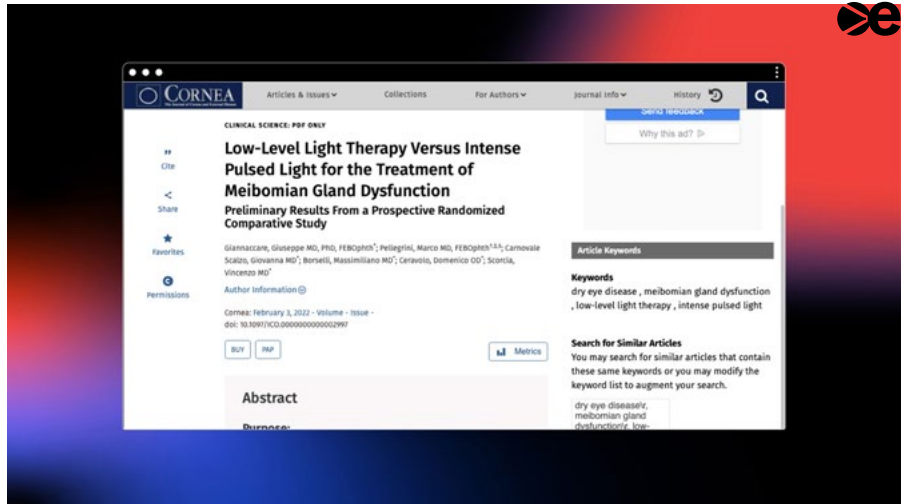 CORNEA
Articles & Issues
Collections
For Authors
Journal Info
History
Cite
Share
Favorites
Permissions
CLINICAL SCIENCE: PDF ONLY
Low-Level Light Therapy Versus Intense
Pulsed Light for the Treatment of
Meibomian Gland Dysfunction
Preliminary Results From a Prospective Randomized
Comparative Study
Giannaccare, Giuseppe MD, PhD, FEBOphth*; Pellegrini, Marco MD, FEBOphth†,‡,§; Carnovale
Scalzo, Giovanna MD*; Borselli, Massimiliano MD*; Ceravolo, Domenico OD*; Scorcia,
Vincenzo MD*
Author Information
Cornea: February 3, 2022 - Volume - Issue -
doi: 10.1097/ICO.0000000000002997
BUY
PAP
Metrics
Abstract
Purpose:
Send feedback
Why this ad?
Article Keywords
Keywords
dry eye disease , meibomian gland dysfunction
, low-level light therapy , intense pulsed light
Search for Similar Articles
You may search for similar articles that contain
these same keywords or you may modify the
keyword list to augment your search.
dry eye disease\r,
meibomian gland
dysfunction\r, low-